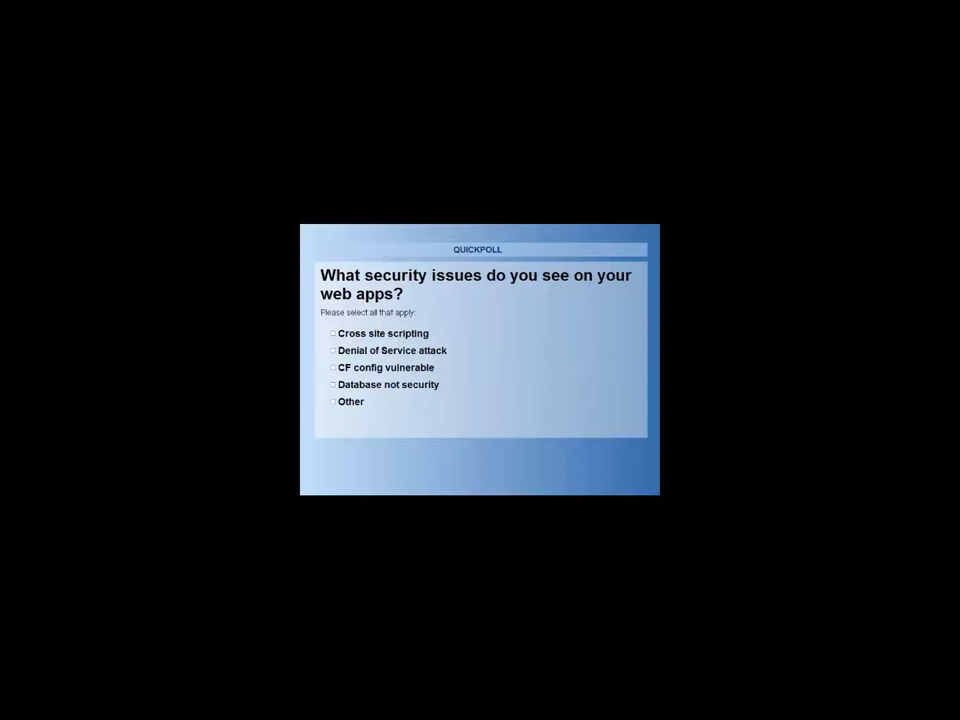 QUICKPOLL
What security issues do you see on your
web apps?
Please select all that apply:
Cross site scripting
Denial of Service attack
CF config vulnerable
Database not security
Other